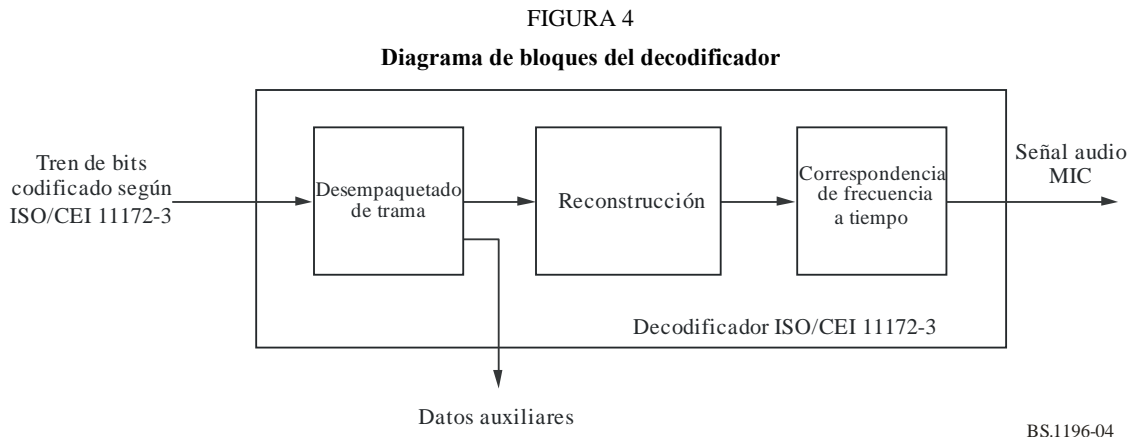 FIGURA 4
Diagrama de bloques del decodificador
Tren de bits
codificado según
ISO/CEI 11172-3
Desempaquetado
de trama
Reconstrucción
Correspondencia
de frecuencia
a tiempo
Señal audio
MIC
Decodificador ISO/CEI 11172-3
Datos auxiliares
BS.1196-04